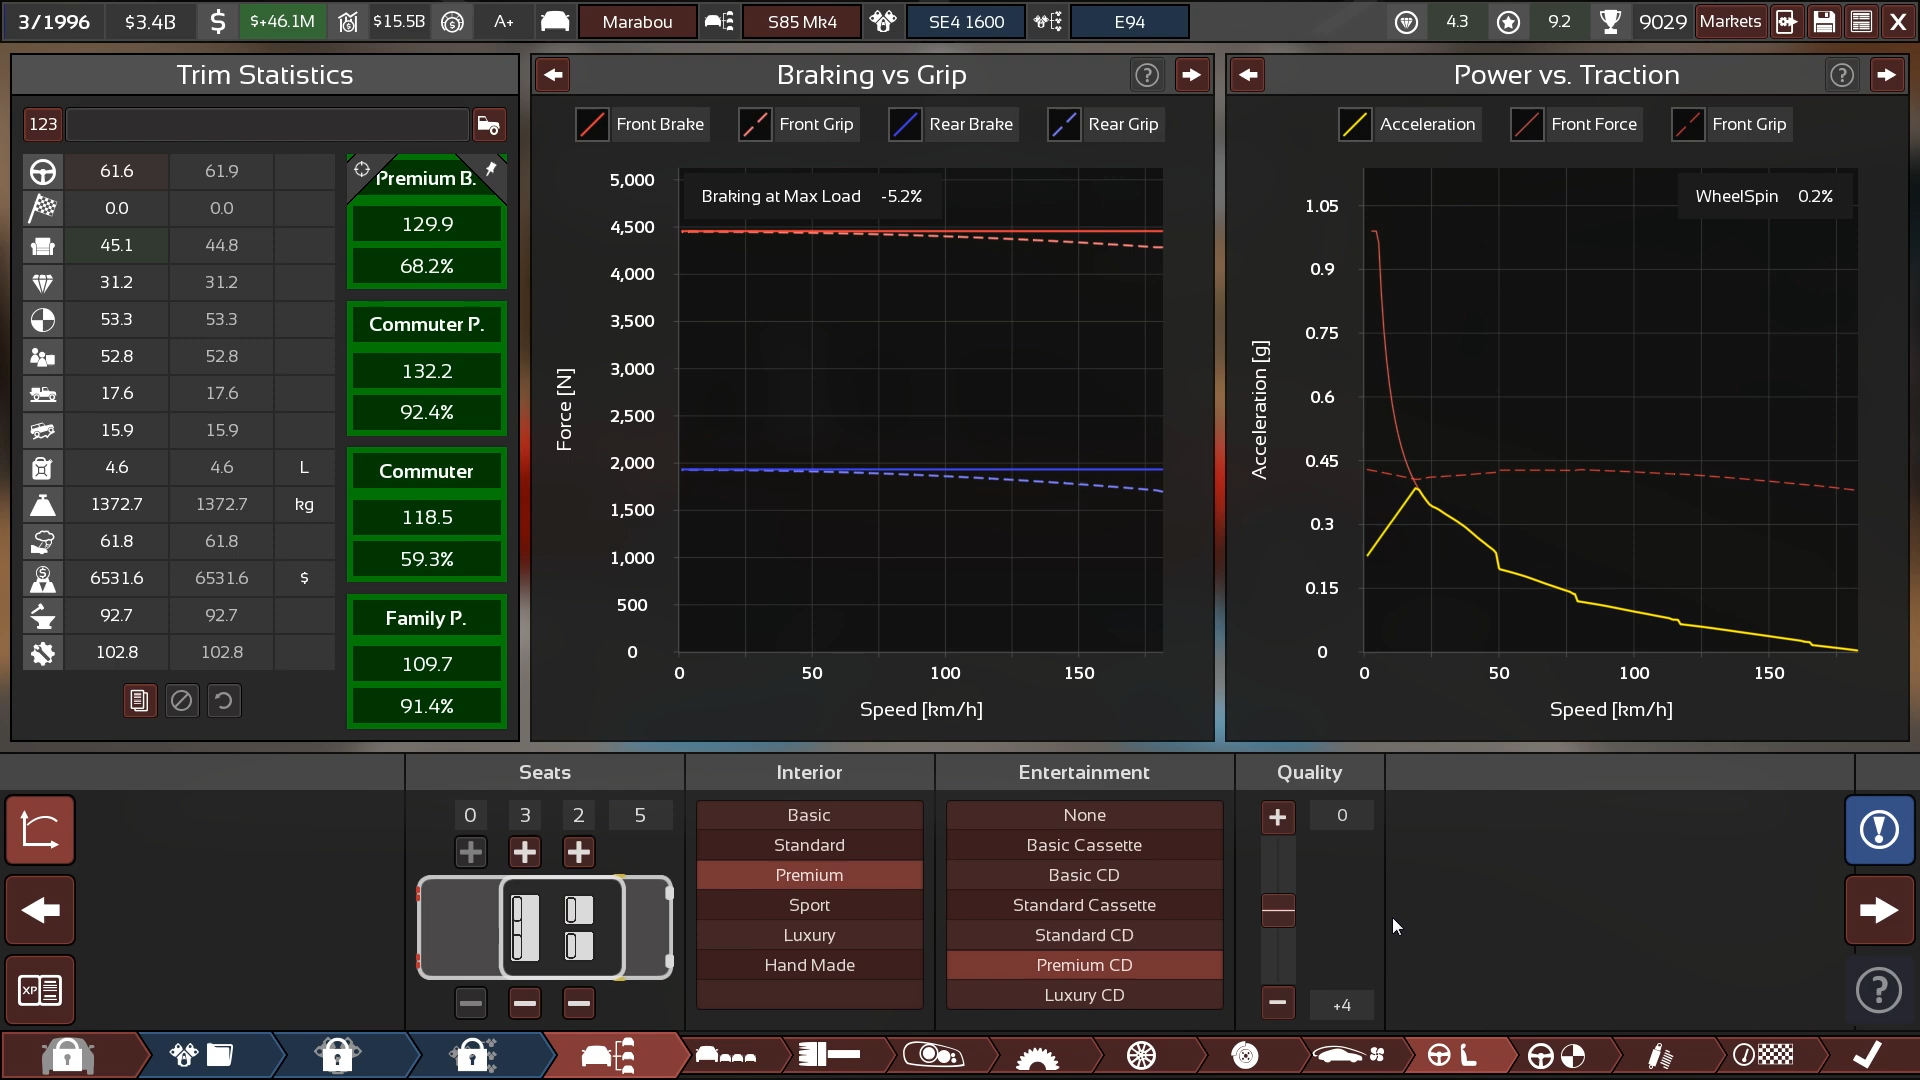 3/1996 $3.4B $ $+46.1M $15.5B A+ Marabou S85 Mk4 SE4 1600 E94 4.3 9.2 9029 Markets X
Trim Statistics
123
61.6 61.9
0.0 0.0
45.1 44.8
31.2 31.2
53.3 53.3
52.8 52.8
17.6 17.6
15.9 15.9
4.6 4.6 L
1372.7 1372.7 kg
61.8 61.8
6531.6 6531.6 $
92.7 92.7
102.8 102.8
Premium B.
129.9
68.2%
Commuter P.
132.2
92.4%
Commuter
118.5
59.3%
Family P.
109.7
91.4%
Braking vs Grip ?
Front Brake Front Grip Rear Brake Rear Grip
Braking at Max Load -5.2%
5,000
4,500
4,000
3,500
3,000
2,500
2,000
1,500
1,000
500
0
Force [N]
0 50 100 150
Speed [km/h]
Power vs. Traction ?
Acceleration Front Force Front Grip
WheelSpin 0.2%
1.05
0.9
0.75
0.6
0.45
0.3
0.15
0
Acceleration [g]
0 50 100 150
Speed [km/h]
Seats
0 3 2 5
Interior
Basic
Standard
Premium
Sport
Luxury
Hand Made
Entertainment
None
Basic Cassette
Basic CD
Standard Cassette
Standard CD
Premium CD
Luxury CD
Quality
0
+4
XP
?